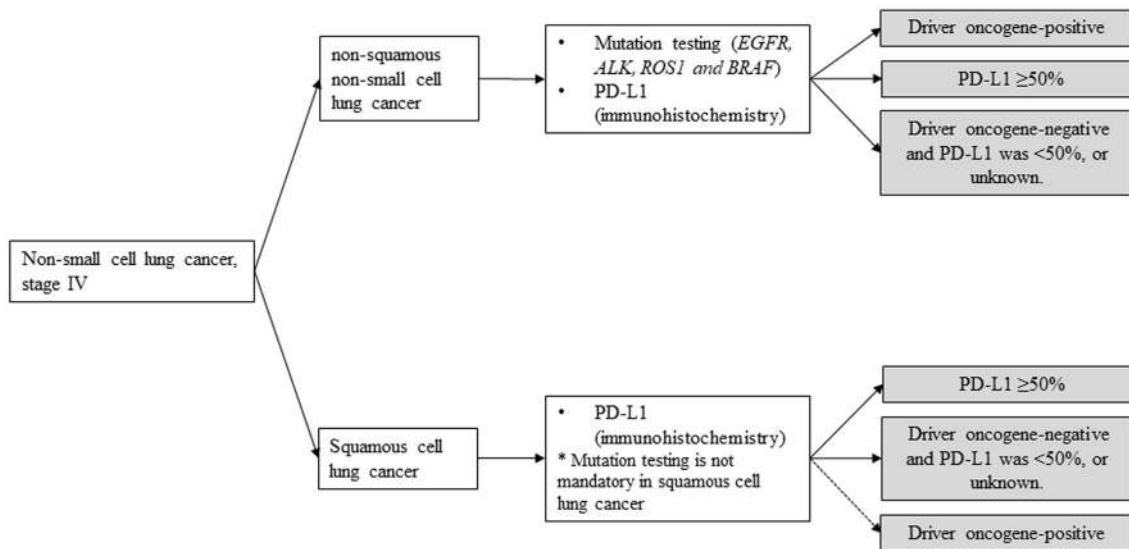 Non-small cell lung cancer,
stage IV
non-squamous
non-small cell
lung cancer
• Mutation testing (EGFR,
ALK, ROS1 and BRAF)
• PD-L1
(immunohistochemistry)
Driver oncogene-positive
PD-L1 ≥50%
Driver oncogene-negative
and PD-L1 was <50%, or
unknown.
Squamous cell
lung cancer
• PD-L1
(immunohistochemistry)
* Mutation testing is not
mandatory in squamous cell
lung cancer
PD-L1 ≥50%
Driver oncogene-negative
and PD-L1 was <50%, or
unknown.
Driver oncogene-positive